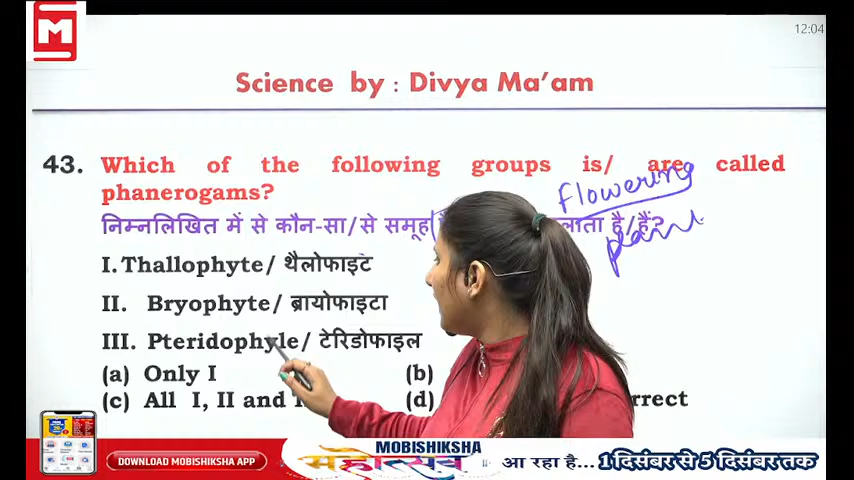 M
12:04
Science by : Divya Ma'am
43. Which of the following groups is/ are called
phanerogams?
Flowering
निम्नलिखित में से कौन-सा/से समूह लाता है/हैं?
I. Thallophyte/ थैलोफाइट
II. Bryophyte/ ब्रायोफाइटा
III. Pteridophyle/ टेरिडोफाइल
(a) Only I (b)
(c) All I, II and (d) rrect
DOWNLOAD MOBISHIKSHA APP
MOBISHIKSHA
महोत्सव
आ रहा है... 1 दिसंबर से 5 दिसंबर तक